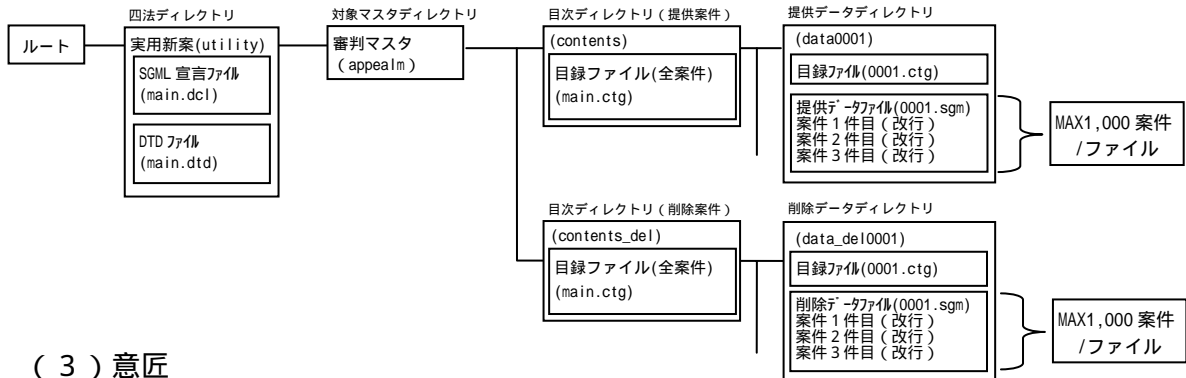 四法ディレクトリ
対象マスタディレクトリ
目次ディレクトリ（提供案件）
提供データディレクトリ
ルート
実用新案(utility)
SGML 宣言ファイル
(main.dcl)
DTD ファイル
(main.dtd)
審判マスタ
（appealm）
(contents)
目録ファイル(全案件)
(main.ctg)
(data0001)
目録ファイル(0001.ctg)
提供データファイル(0001.sgm)
案件１件目（改行）
案件２件目（改行）
案件３件目（改行）
MAX1,000 案件
/ファイル
目次ディレクトリ（削除案件）
削除データディレクトリ
(contents_del)
目録ファイル(全案件)
(main.ctg)
(data_del0001)
目録ファイル(0001.ctg)
削除データファイル(0001.sgm)
案件１件目（改行）
案件２件目（改行）
案件３件目（改行）
MAX1,000 案件
/ファイル
（３）意匠